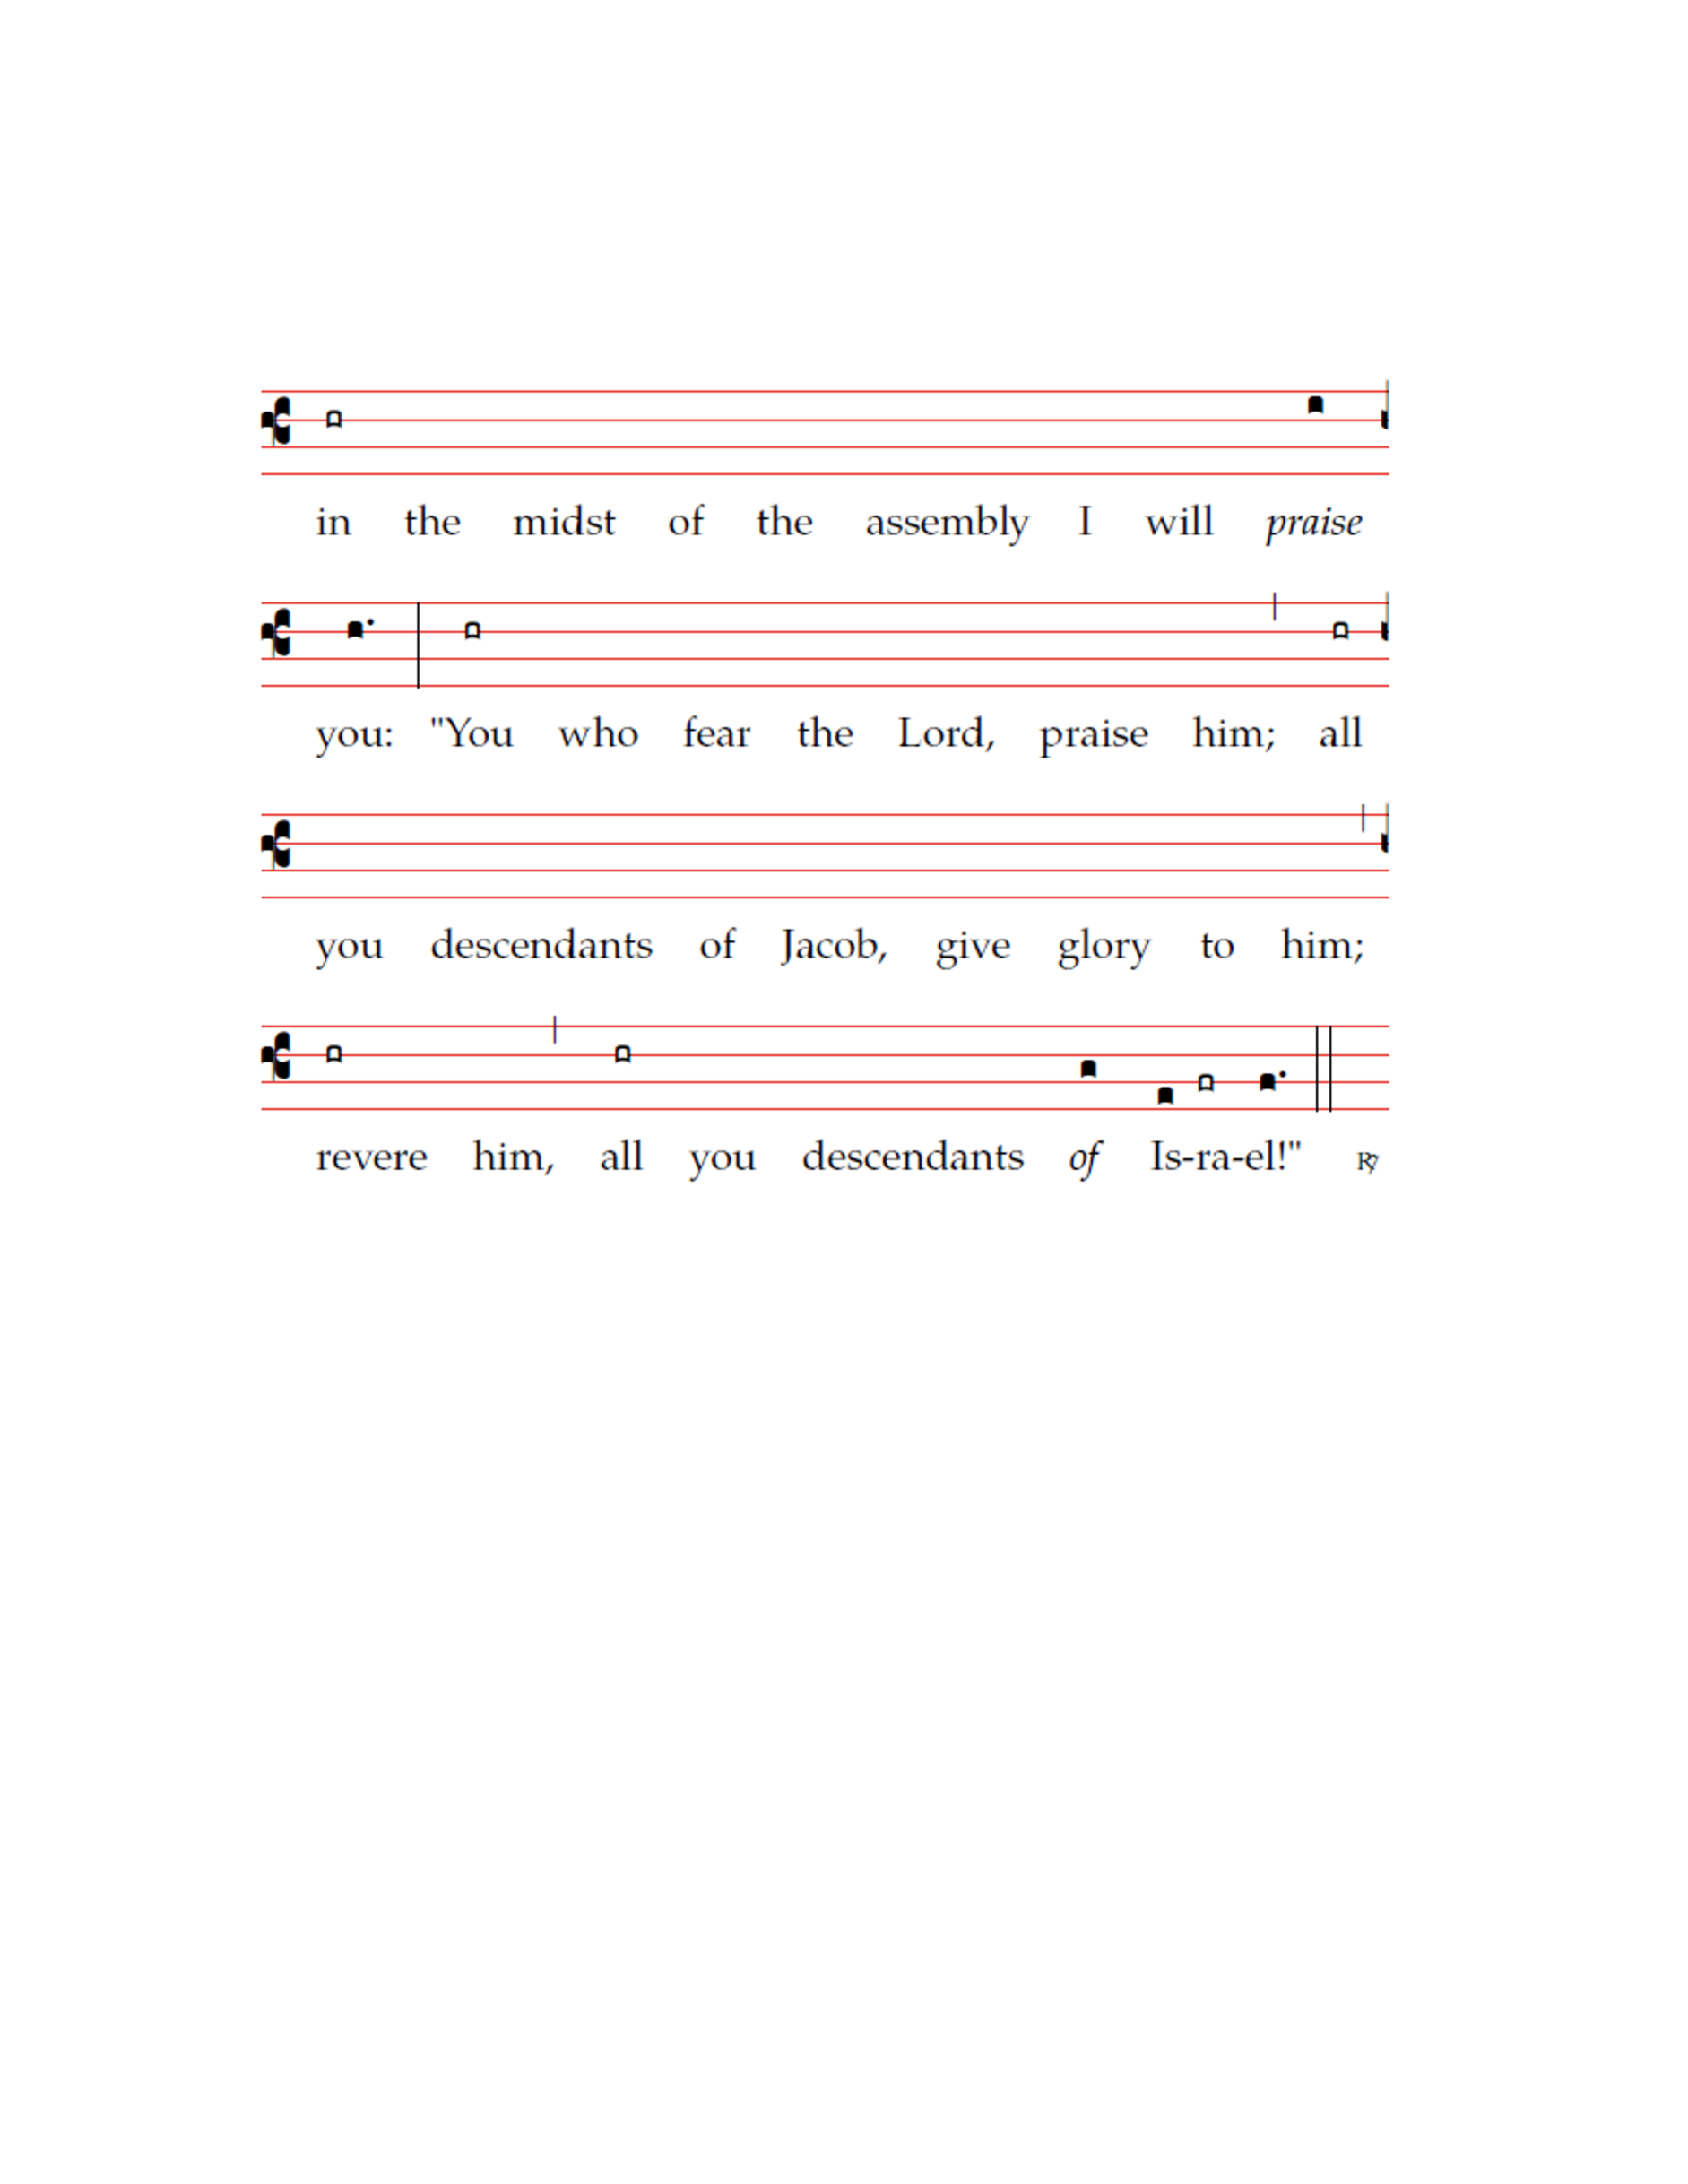 in the midst of the assembly I will praise
you: "You who fear the Lord, praise him; all
you descendants of Jacob, give glory to him;
revere him, all you descendants of Is-ra-el!" ℟